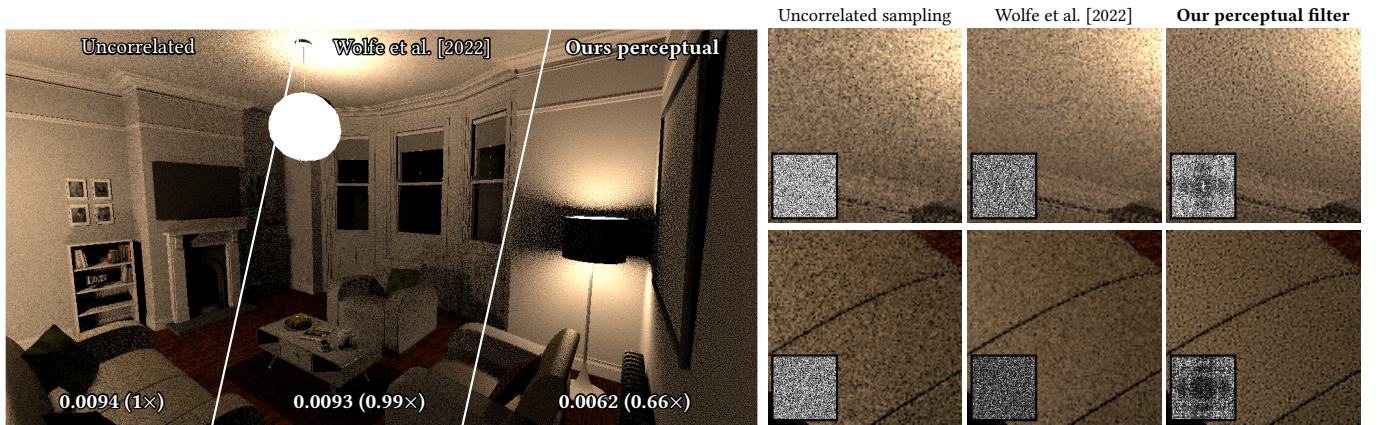 Uncorrelated sampling Wolfe et al. [2022] Our perceptual filter
Uncorrelated Wolfe et al. [2022] Ours perceptual
0.0094 (1×) 0.0093 (0.99×) 0.0062 (0.66×)